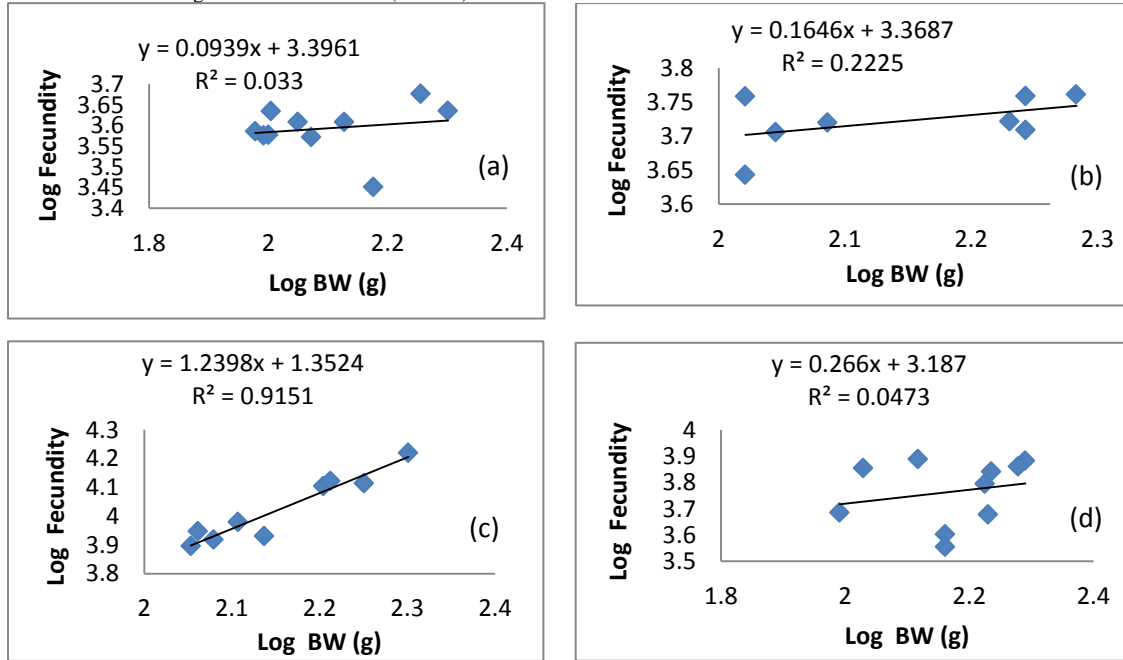 y = 0.0939x + 3.3961
R² = 0.033
3.7
3.65
3.6
3.55
3.5
3.45
3.4
1.8 2 2.2 2.4
Log Fecundity
Log BW (g)
(a)
y = 0.1646x + 3.3687
R² = 0.2225
3.8
3.75
3.7
3.65
3.6
2 2.1 2.2 2.3
Log Fecundity
Log BW (g)
(b)
y = 1.2398x + 1.3524
R² = 0.9151
4.3
4.2
4.1
4
3.9
3.8
2 2.1 2.2 2.3 2.4
Log Fecundity
Log BW (g)
(c)
y = 0.266x + 3.187
R² = 0.0473
4
3.9
3.8
3.7
3.6
3.5
1.8 2 2.2 2.4
Log Fecundity
Log BW (g)
(d)